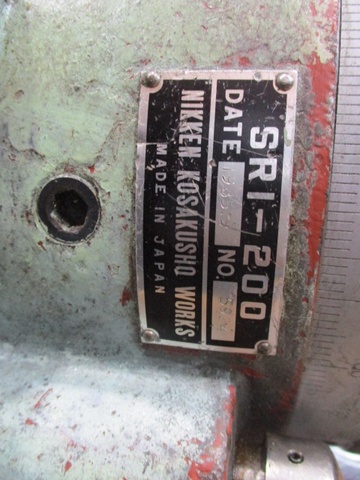 SRI-200
DATE NO.
NIKKEN KOSAKUSHO WORKS
MADE IN JAPAN